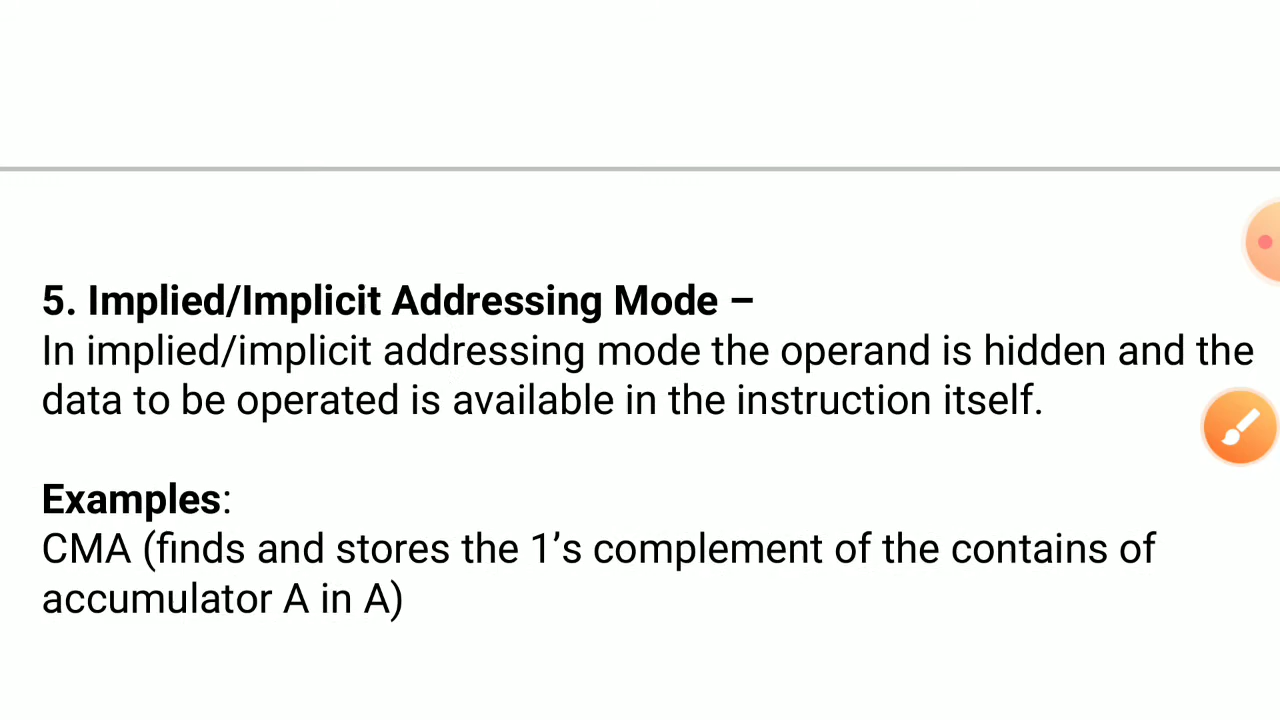 5. Implied/Implicit Addressing Mode –
In implied/implicit addressing mode the operand is hidden and the
data to be operated is available in the instruction itself.
Examples:
CMA (finds and stores the 1’s complement of the contains of
accumulator A in A)